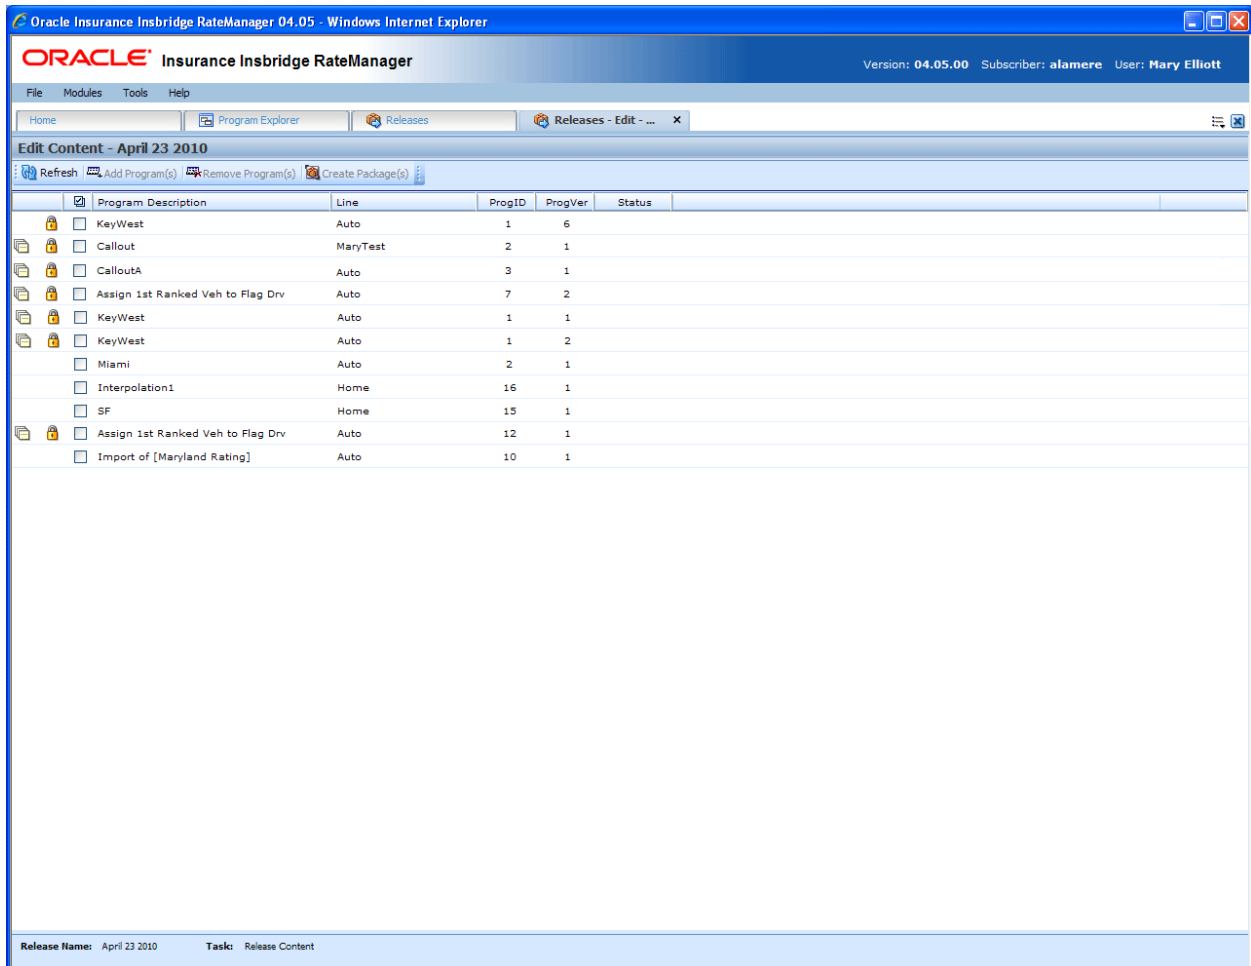 Oracle Insurance Insbridge RateManager 04.05 - Windows Internet Explorer
ORACLE Insurance Insbridge RateManager
Version: 04.05.00 Subscriber: alamere User: Mary Elliott
File Modules Tools Help
Home Program Explorer Releases Releases - Edit - ... x
Edit Content - April 23 2010
Refresh Add Program(s) Remove Program(s) Create Package(s)
Program Description Line ProgID ProgVer Status
KeyWest Auto 1 6
Callout MaryTest 2 1
CalloutA Auto 3 1
Assign 1st Ranked Veh to Flag Drv Auto 7 2
KeyWest Auto 1 1
KeyWest Auto 1 2
Miami Auto 2 1
Interpolation1 Home 16 1
SF Home 15 1
Assign 1st Ranked Veh to Flag Drv Auto 12 1
Import of [Maryland Rating] Auto 10 1
Release Name: April 23 2010 Task: Release Content